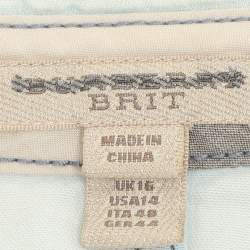 BURBERRY
BRIT
MADE IN
CHINA
UK16
USA14
ITA48
GER44